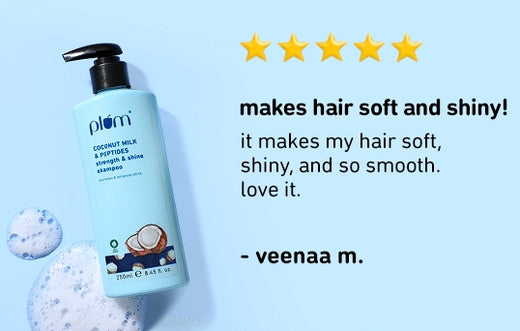 plum
COCONUT MILK
& PEPTIDES
strength & shine
shampoo
250ml e 8.45 fl. oz.
makes hair soft and shiny!
it makes my hair soft,
shiny, and so smooth.
love it.
- veenaa m.